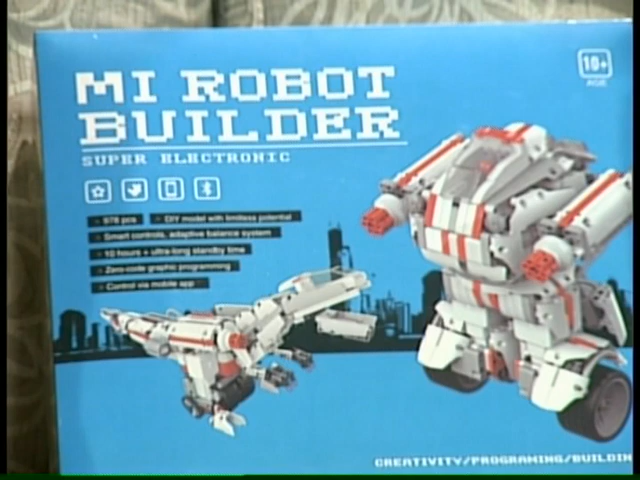 MI ROBOT
BUILDER
SUPER ELECTRONIC
10+
AGE
978 pcs DIY model with limitless potential
Smart controls, adaptive balance system
10 hours + ultra-long standby time
Zero-code graphic programming
Control via mobile app
CREATIVITY/PROGRAMING/BUILDIN